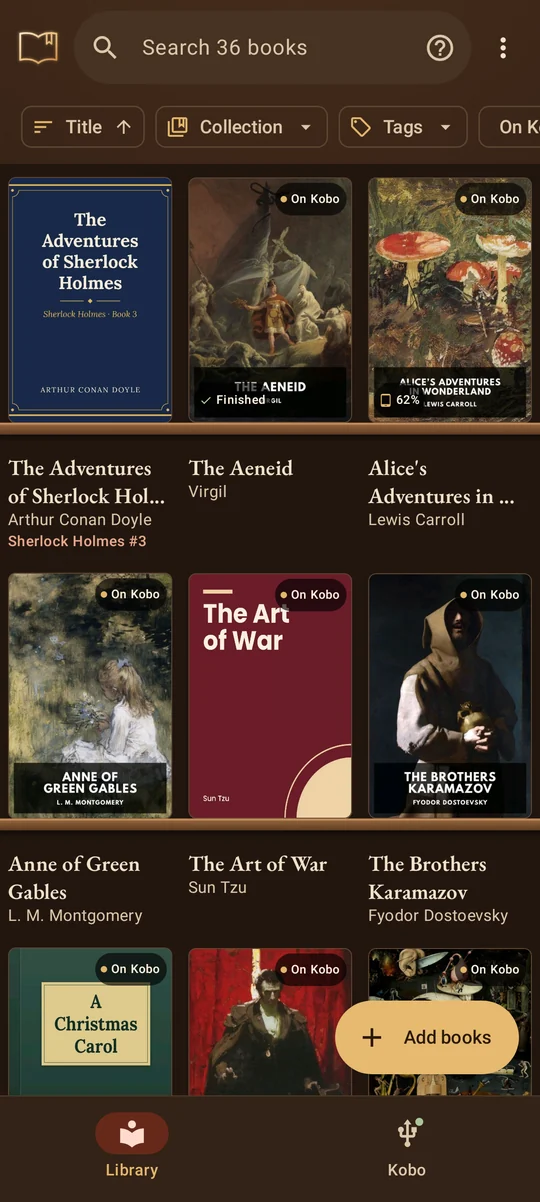 Search 36 books
Title
Collection
Tags
On K
The
Adventures
of Sherlock
Holmes
Sherlock Holmes · Book 3
ARTHUR CONAN DOYLE
On Kobo
THE AENEID
Finished
On Kobo
ALICE'S ADVENTURES
IN WONDERLAND
62%
LEWIS CARROLL
The Adventures
of Sherlock Hol...
Arthur Conan Doyle
Sherlock Holmes #3
The Aeneid
Virgil
Alice's
Adventures in ...
Lewis Carroll
On Kobo
ANNE OF
GREEN GABLES
L. M. MONTGOMERY
On Kobo
The Art
of War
Sun Tzu
On Kobo
THE BROTHERS
KARAMAZOV
FYODOR DOSTOEVSKY
Anne of Green
Gables
L. M. Montgomery
The Art of War
Sun Tzu
The Brothers
Karamazov
Fyodor Dostoevsky
On Kobo
A
Christmas
Carol
On Kobo
On Kobo
Add books
Library
Kobo